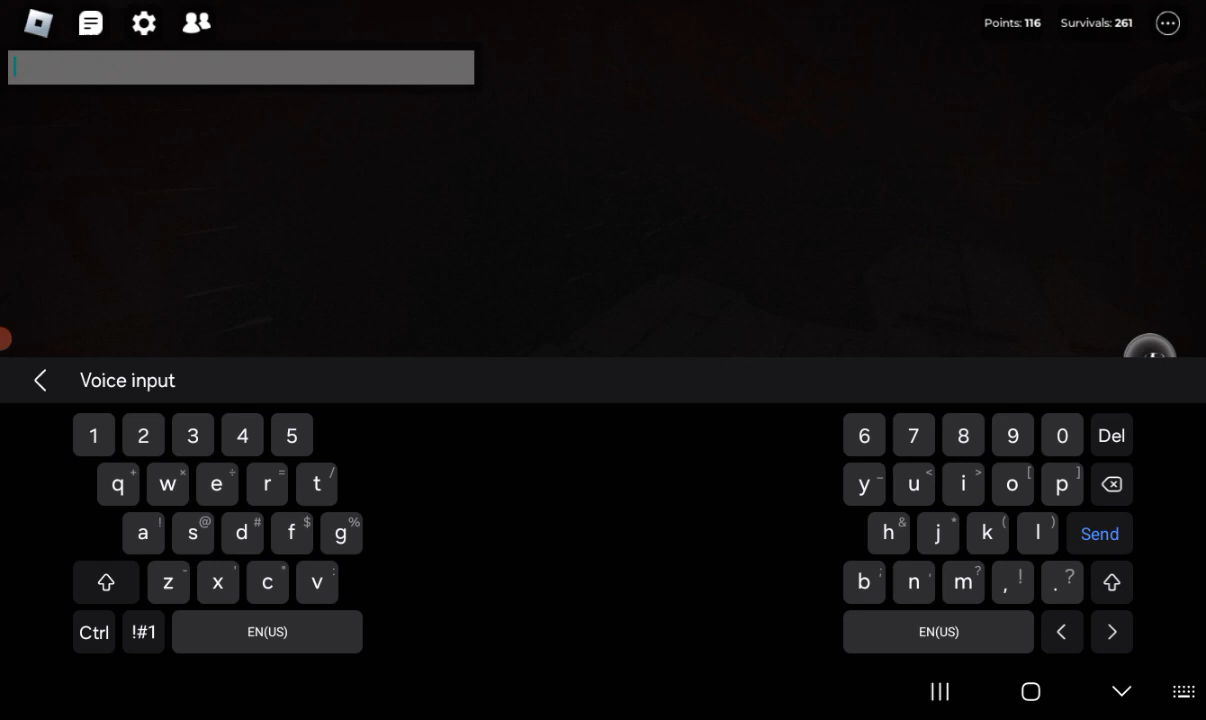 Points: 116 Survivals: 261
Voice input
1 2 3 4 5 6 7 8 9 0 Del
q + w × e ÷ r = t / y _ u < i > o [ p ]
a ! s @ d # f $ g % h & j * k ( l ) Send
z - x ' c " v : b ; n , m ? , ! . ?
Ctrl !#1 EN(US) EN(US) < >